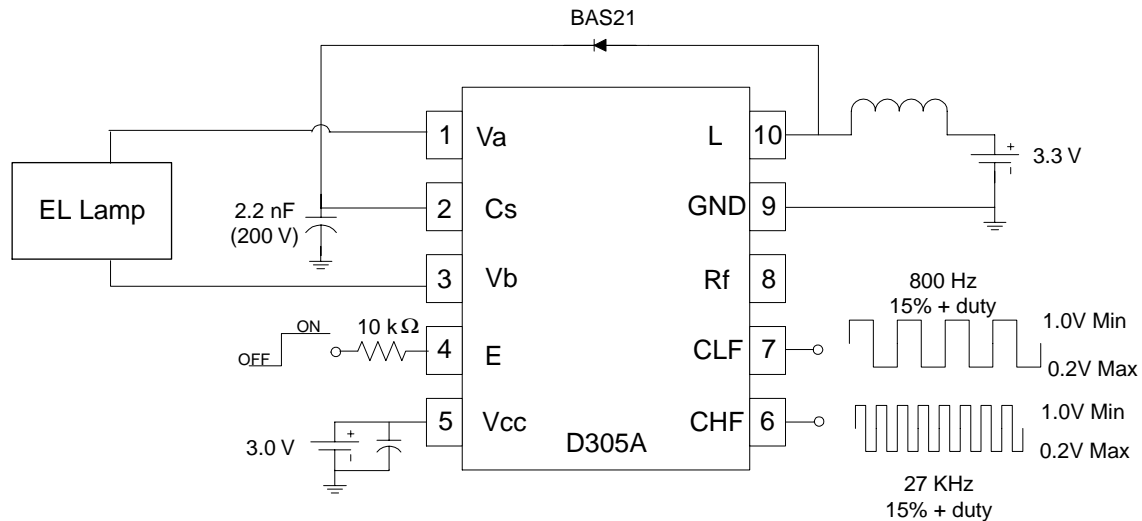 BAS21
1 Va
L 10
3.3 V
EL Lamp
2.2 nF
(200 V)
2 Cs
GND 9
3 Vb
Rf 8
800 Hz
15% + duty
1.0V Min
0.2V Max
ON
OFF
10 k Ω
4 E
CLF 7
5 Vcc
CHF 6
D305A
3.0 V
1.0V Min
0.2V Max
27 KHz
15% + duty